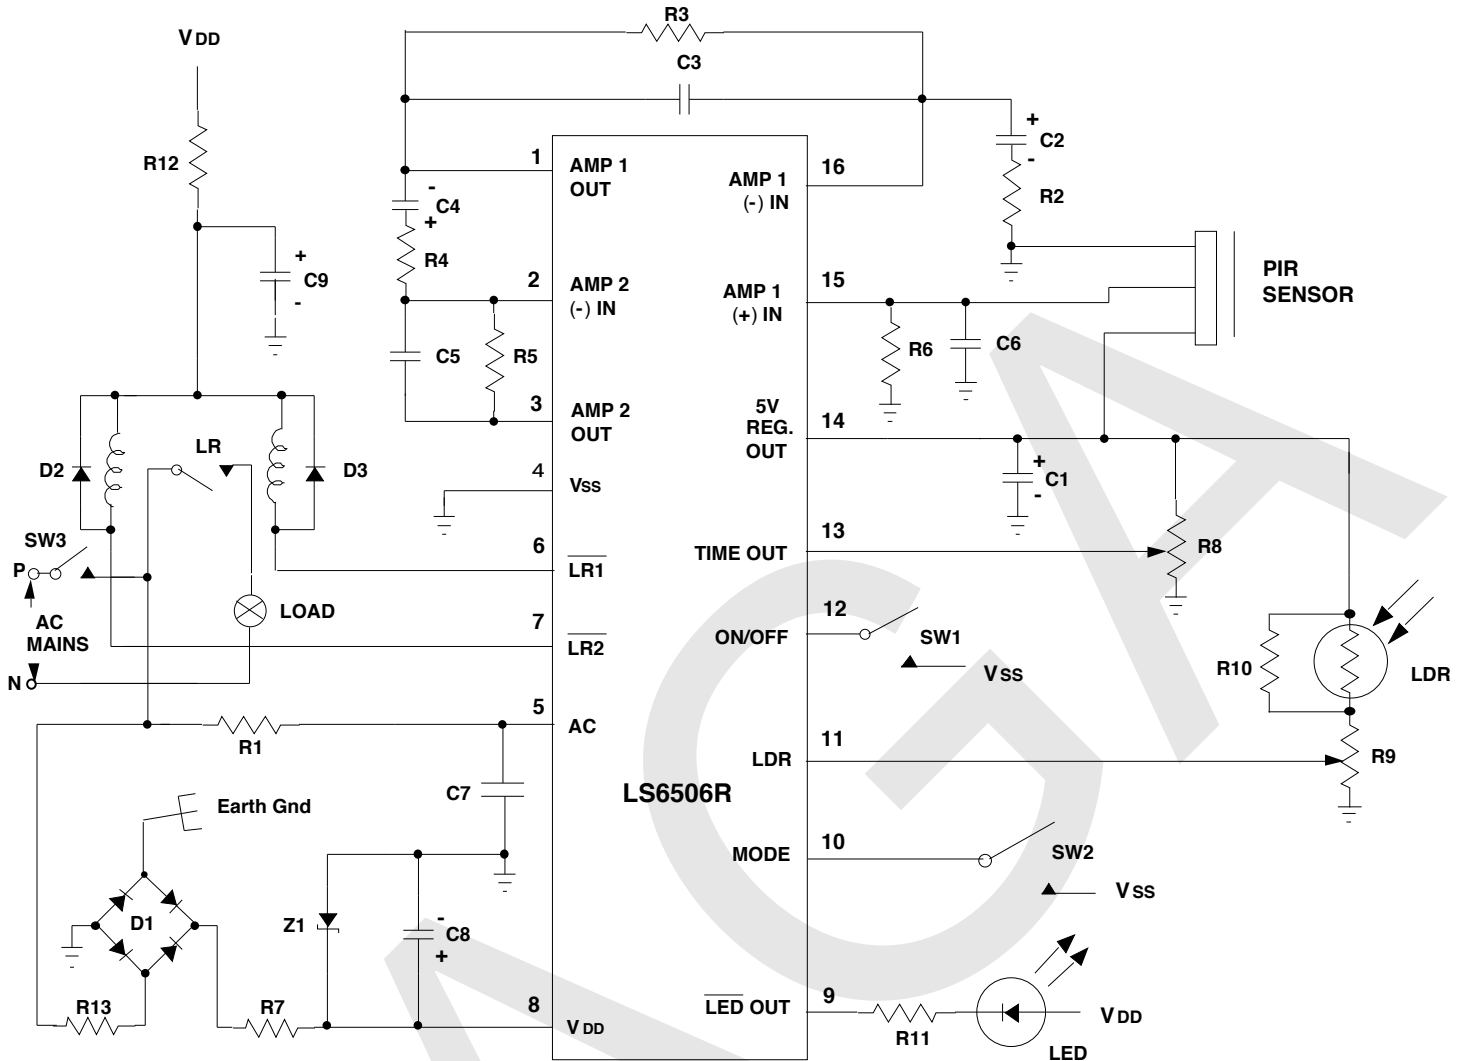 R3
VDD
C3
+
C2
-
R12
1
AMP 1
OUT
16
AMP 1
(-) IN
R2
-
C4
+
R4
+
C9
-
2
AMP 2
(-) IN
15
AMP 1
(+) IN
PIR
SENSOR
C5
R5
R6
C6
3
AMP 2
OUT
5V
REG.
OUT
14
LR
D2
D3
4
VSS
+
C1
-
SW3
6
LR1
13
TIME OUT
R8
P
AC
MAINS
N
LOAD
7
LR2
12
ON/OFF
SW1
VSS
R10
LDR
5
AC
R1
11
LDR
R9
C7
LS6506R
Earth Gnd
10
MODE
SW2
VSS
D1
Z1
-
C8
+
R13
R7
8
VDD
9
LED OUT
R11
VDD
LED
AGA